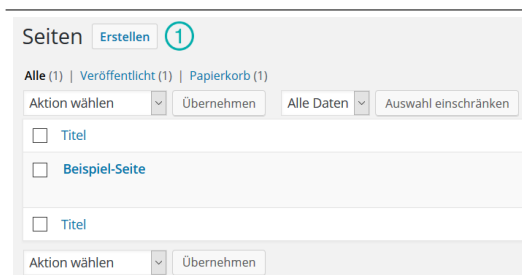 Seiten Erstellen 1
Alle (1) | Veröffentlicht (1) | Papierkorb (1)
Aktion wählen Übernehmen Alle Daten Auswahl einschränken
Titel
Beispiel-Seite
Titel
Aktion wählen Übernehmen